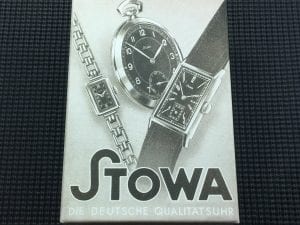 STOWA
DIE DEUTSCHE QUALITÄTSUHR